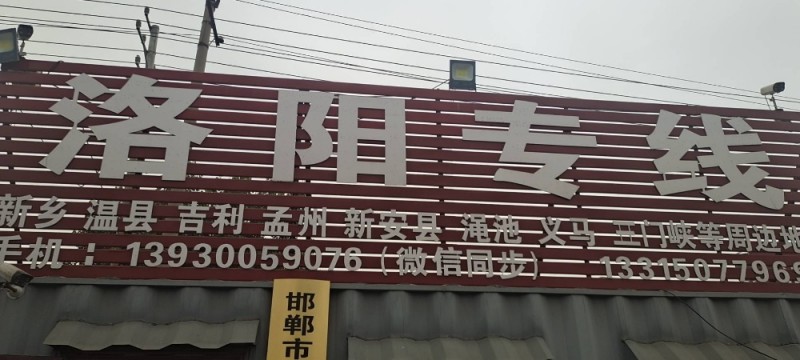 洛阳专线
新乡 温县 吉利 孟州 新安县 渑池 义马 三门峡等周边地
手机：13930059076（微信同步） 1331507796
邯郸市